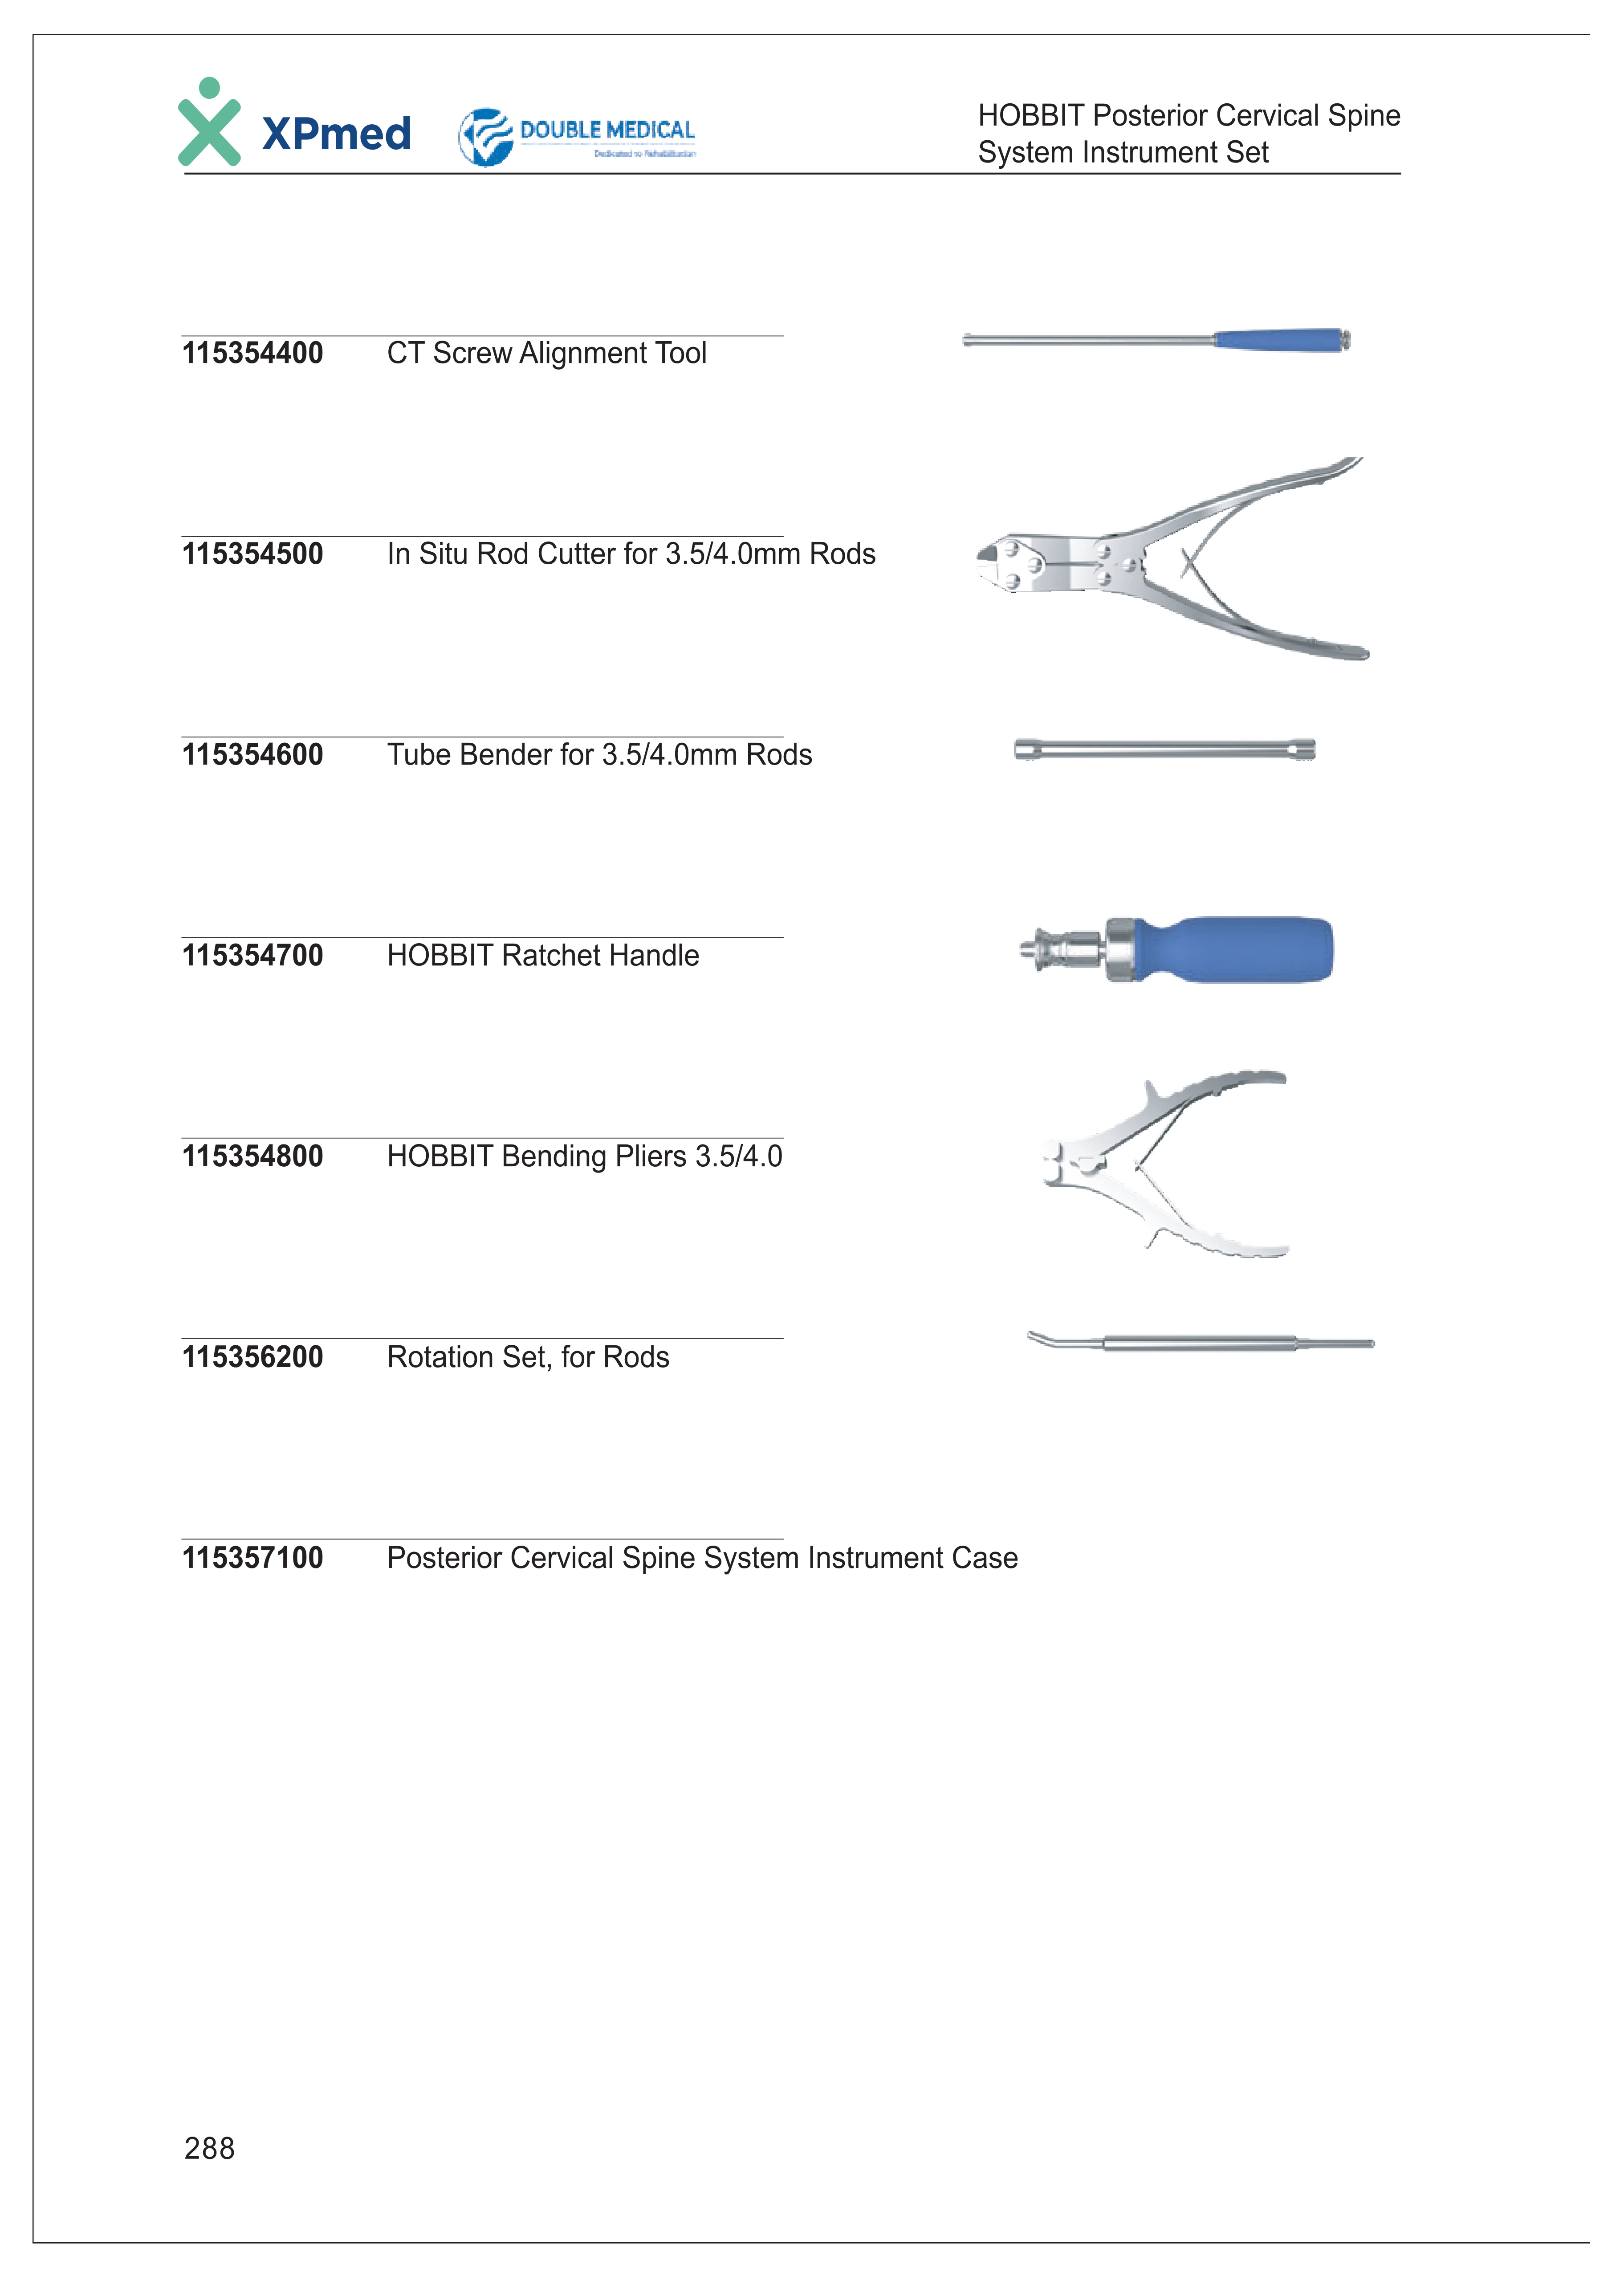 XPmed
DOUBLE MEDICAL
Dedicated to Rehabilitation
HOBBIT Posterior Cervical Spine
System Instrument Set
115354400 CT Screw Alignment Tool
115354500 In Situ Rod Cutter for 3.5/4.0mm Rods
115354600 Tube Bender for 3.5/4.0mm Rods
115354700 HOBBIT Ratchet Handle
115354800 HOBBIT Bending Pliers 3.5/4.0
115356200 Rotation Set, for Rods
115357100 Posterior Cervical Spine System Instrument Case
288